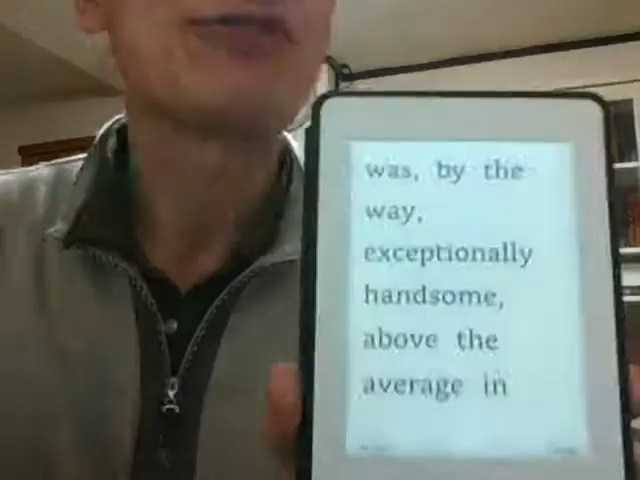 was, by the
way,
exceptionally
handsome,
above the
average in